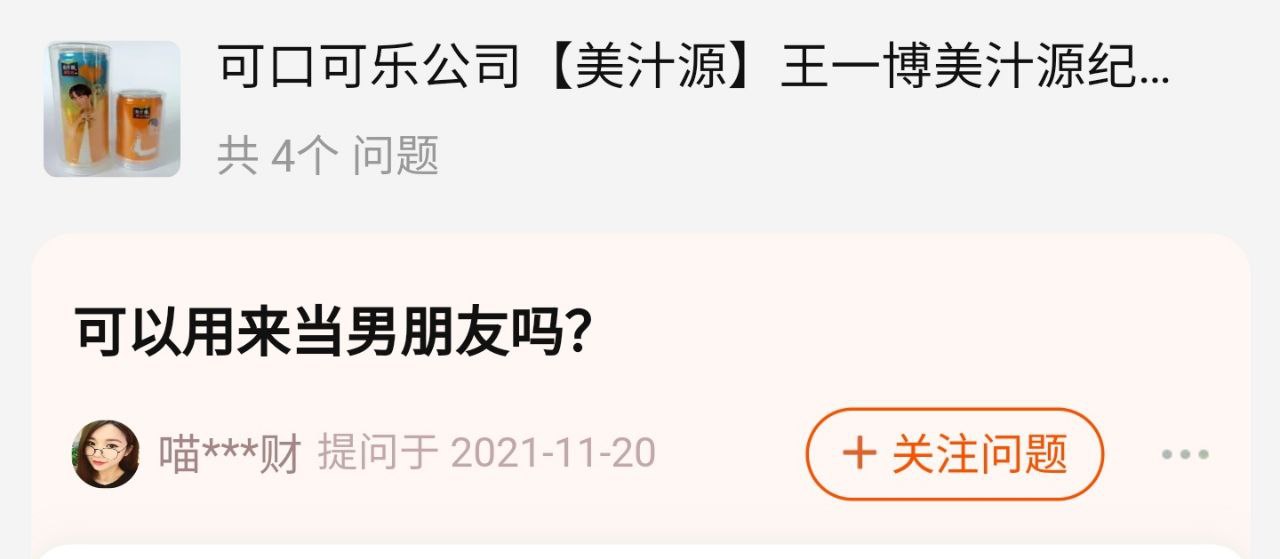 可口可乐公司【美汁源】王一博美汁源纪...
共 4个 问题
可以用来当男朋友吗？
喵***财 提问于 2021-11-20
+ 关注问题